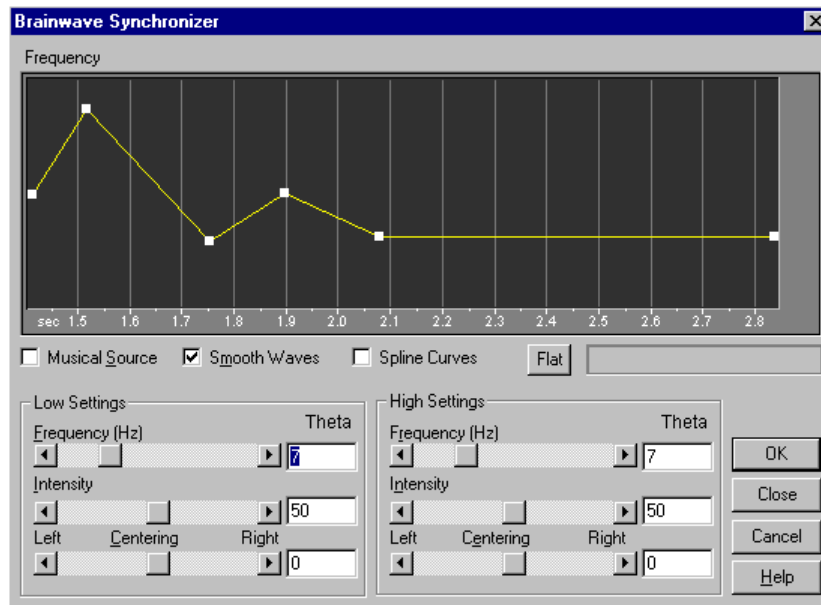 Brainwave Synchronizer
Frequency
sec 1.5 1.6 1.7 1.8 1.9 2.0 2.1 2.2 2.3 2.4 2.5 2.6 2.7 2.8
Musical Source Smooth Waves Spline Curves Flat
Low Settings
Theta
Frequency (Hz)
7
Intensity
50
Left Centering Right
0
High Settings
Theta
Frequency (Hz)
7
Intensity
50
Left Centering Right
0
OK
Close
Cancel
Help